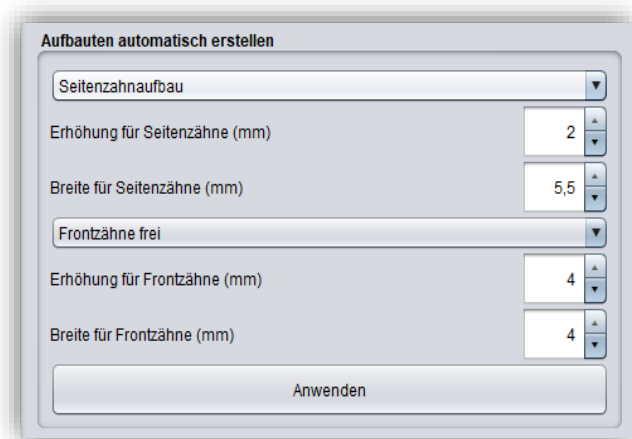 Aufbauten automatisch erstellen
Seitenzahnaufbau
Erhöhung für Seitenzähne (mm) 2
Breite für Seitenzähne (mm) 5,5
Frontzähne frei
Erhöhung für Frontzähne (mm) 4
Breite für Frontzähne (mm) 4
Anwenden